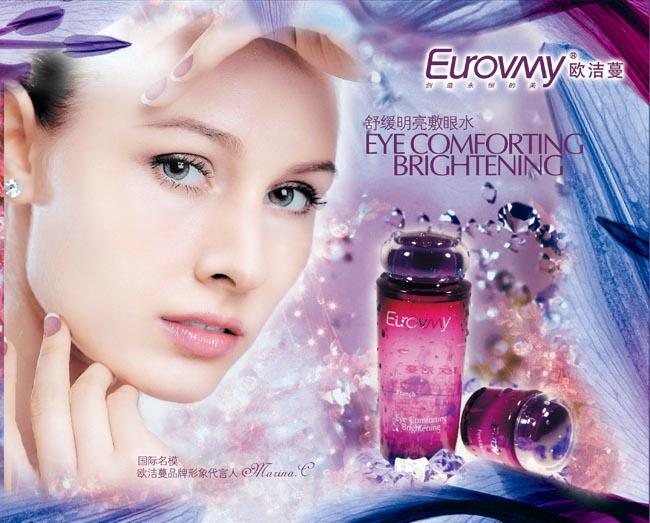 Eurovmy® 欧洁蔓
创造永恒的美
舒缓明亮敷眼水
EYE COMFORTING
BRIGHTENING
Eurovmy
Eye Comforting
& Brightening
国际名模
欧洁蔓品牌形象代言人 Marina.C